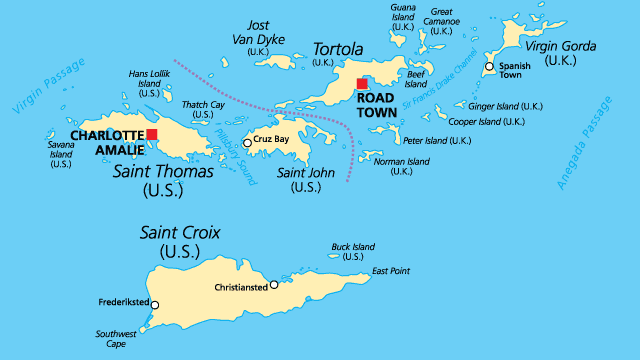 Guana
Island
(U.K.)
Great
Camanoe
(U.K.)
Jost
Van Dyke
(U.K.)
Tortola
(U.K.)
Virgin Gorda
(U.K.)
Spanish
Town
Beef
Island
Virgin Passage
Hans Lollik
Island
(U.S.)
Sir Francis Drake Channel
ROAD
TOWN
Thatch Cay
(U.S.)
Ginger Island (U.K.)
Cooper Island (U.K.)
Anegada Passage
CHARLOTTE
AMALIE
Pillsbury Sound
Cruz Bay
Peter Island (U.K.)
Savana
Island
(U.S.)
Norman Island
(U.K.)
Saint Thomas
(U.S.)
Saint John
(U.S.)
Saint Croix
(U.S.)
Buck Island
(U.S.)
East Point
Christiansted
Frederiksted
Southwest
Cape